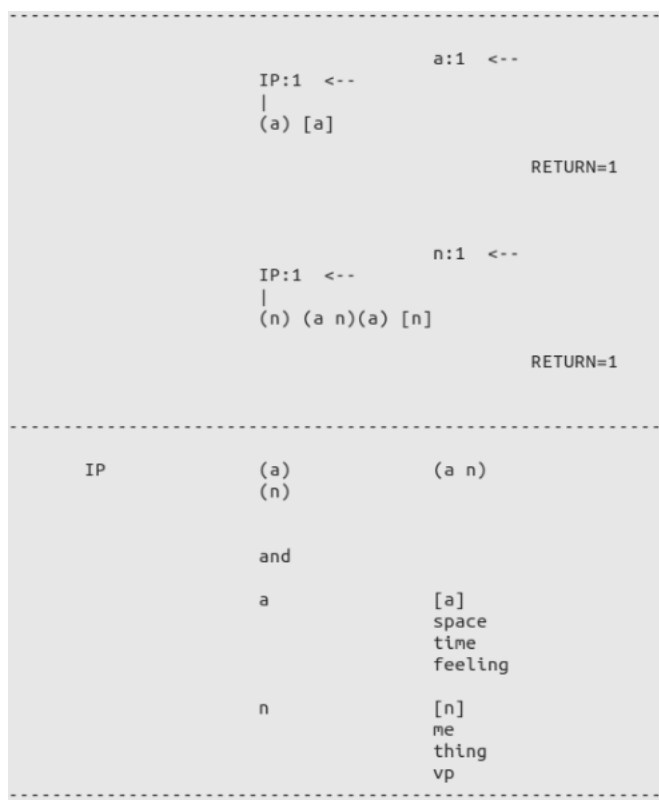 a:1 <--
IP:1 <--
|
(a) [a]
RETURN=1
n:1 <--
IP:1 <--
|
(n) (a n)(a) [n]
RETURN=1
IP (a) (a n)
(n)
and
a [a]
space
time
feeling
n [n]
me
thing
vp